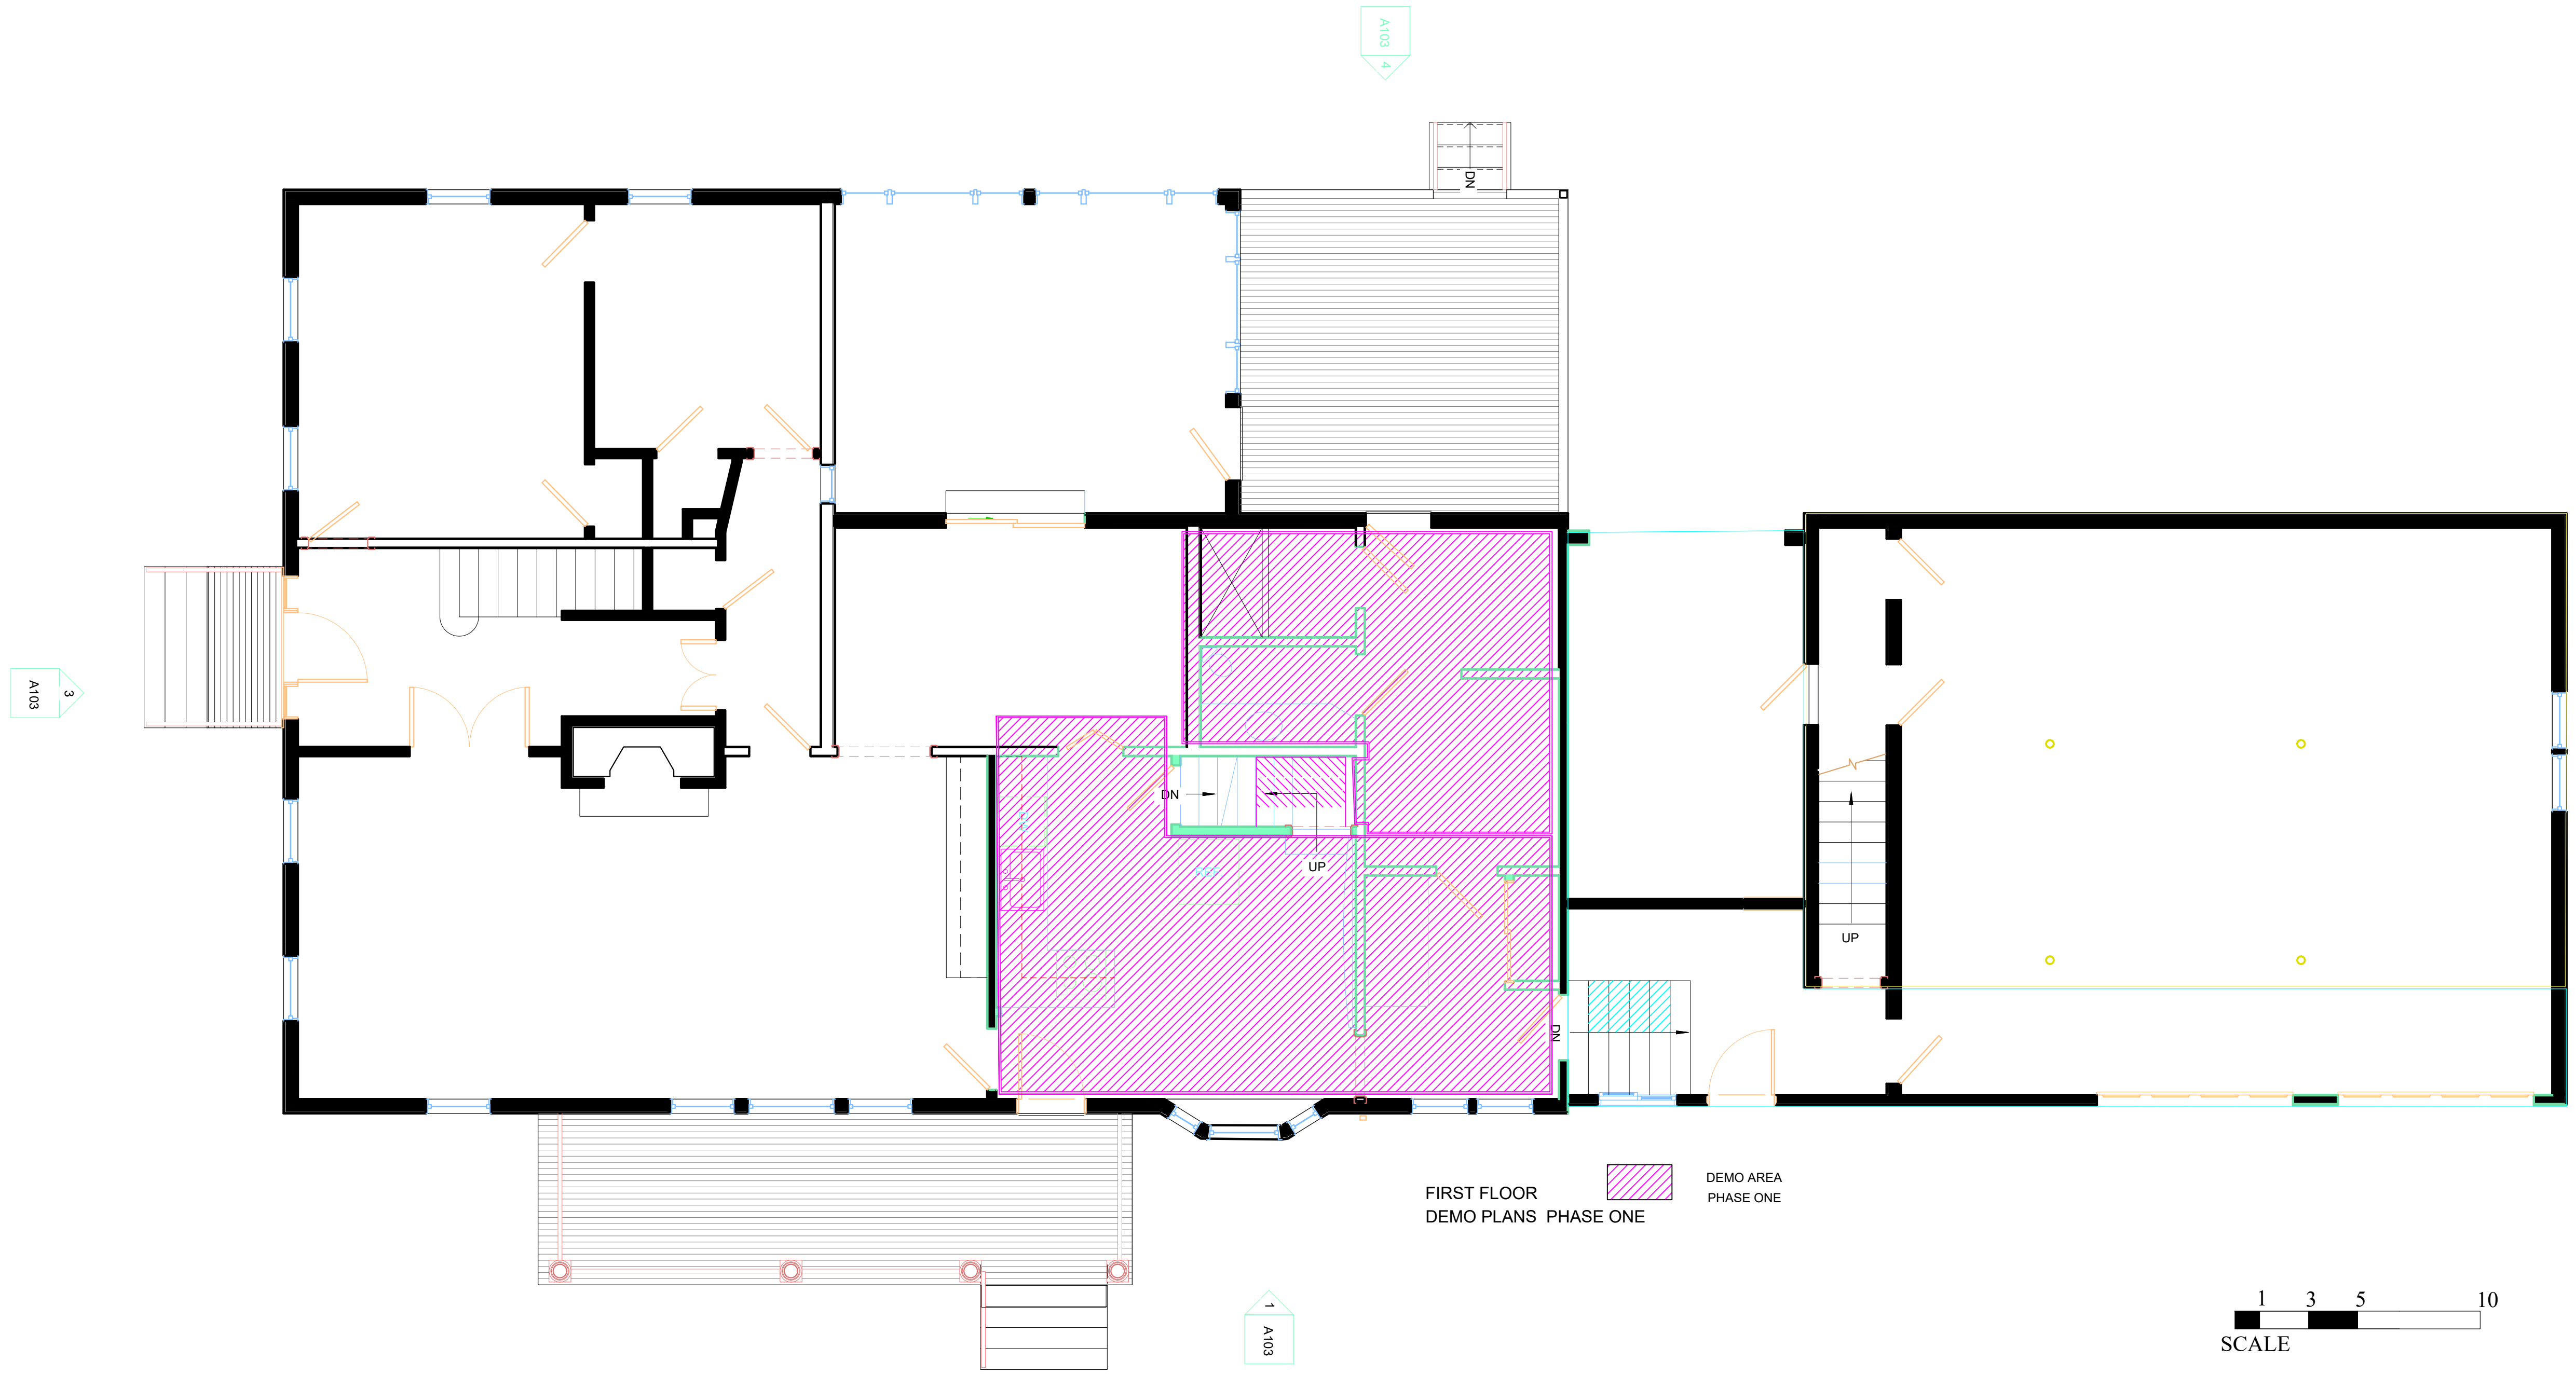 A103
4
DN
3
A103
DN
UP
UP
DN
DEMO AREA
PHASE ONE
FIRST FLOOR
DEMO PLANS PHASE ONE
1
A103
1 3 5 10
SCALE